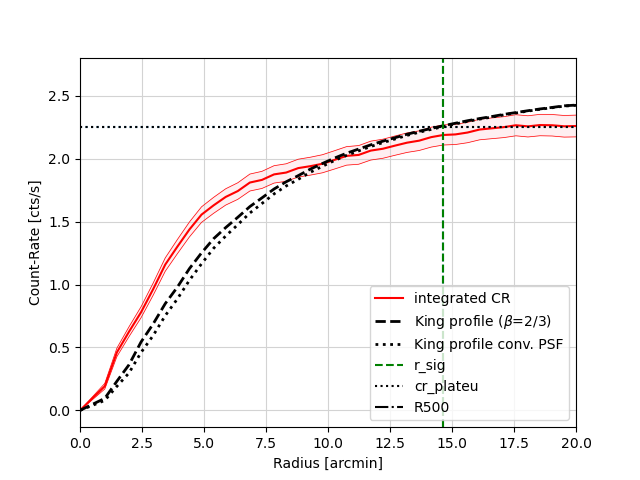 2.5
2.0
1.5
1.0
0.5
0.0
Count-Rate [cts/s]
integrated CR
King profile (β=2/3)
King profile conv. PSF
r_sig
cr_plateu
R500
0.0 2.5 5.0 7.5 10.0 12.5 15.0 17.5 20.0
Radius [arcmin]